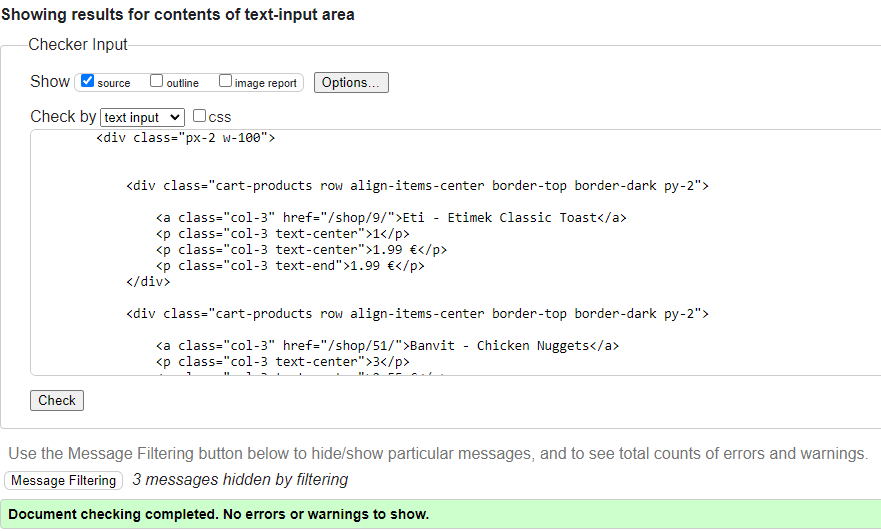 Showing results for contents of text-input area
Checker Input
Show source outline image report Options...
Check by text input css
<div class="px-2 w-100">
<div class="cart-products row align-items-center border-top border-dark py-2">
<a class="col-3" href="/shop/9/">Eti - Etimek Classic Toast</a>
<p class="col-3 text-center">1</p>
<p class="col-3 text-center">1.99 €</p>
<p class="col-3 text-end">1.99 €</p>
</div>
<div class="cart-products row align-items-center border-top border-dark py-2">
<a class="col-3" href="/shop/51/">Banvit - Chicken Nuggets</a>
<p class="col-3 text-center">3</p>
Check
Use the Message Filtering button below to hide/show particular messages, and to see total counts of errors and warnings.
Message Filtering 3 messages hidden by filtering
Document checking completed. No errors or warnings to show.